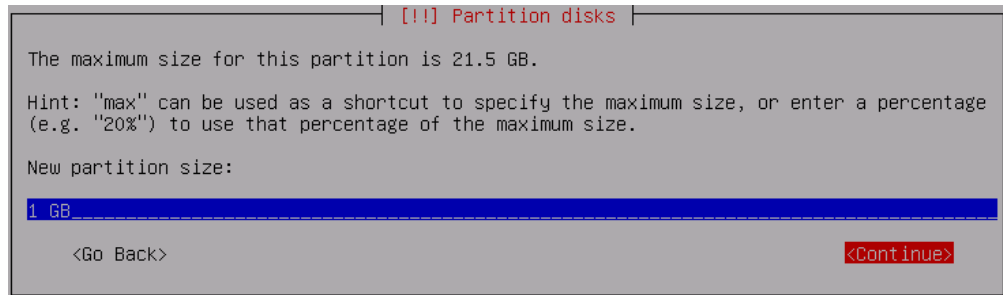 [!!] Partition disks
The maximum size for this partition is 21.5 GB.
Hint: "max" can be used as a shortcut to specify the maximum size, or enter a percentage
(e.g. "20%") to use that percentage of the maximum size.
New partition size:
1 GB
<Go Back> <Continue>